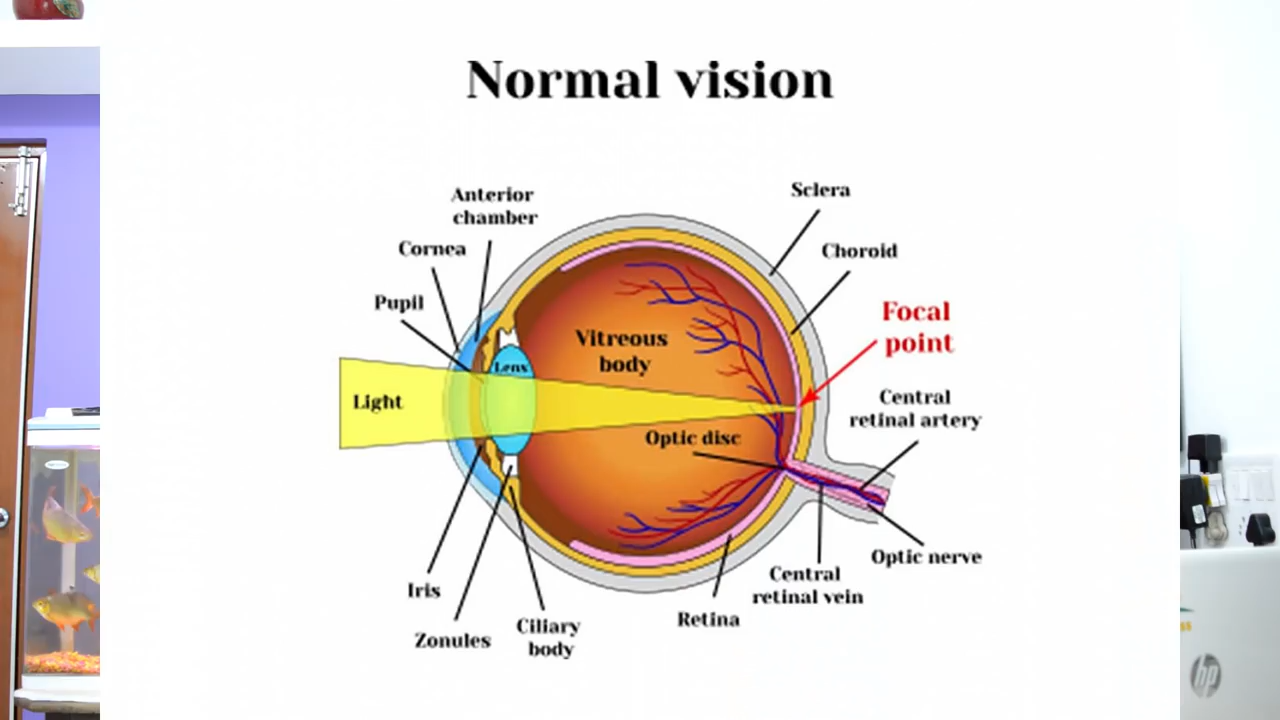 Normal vision
Anterior
chamber
Sclera
Cornea
Choroid
Pupil
Focal
point
Vitreous
body
Lens
Light
Central
retinal artery
Optic disc
Optic nerve
Central
retinal vein
Iris
Retina
Zonules
Ciliary
body
hp